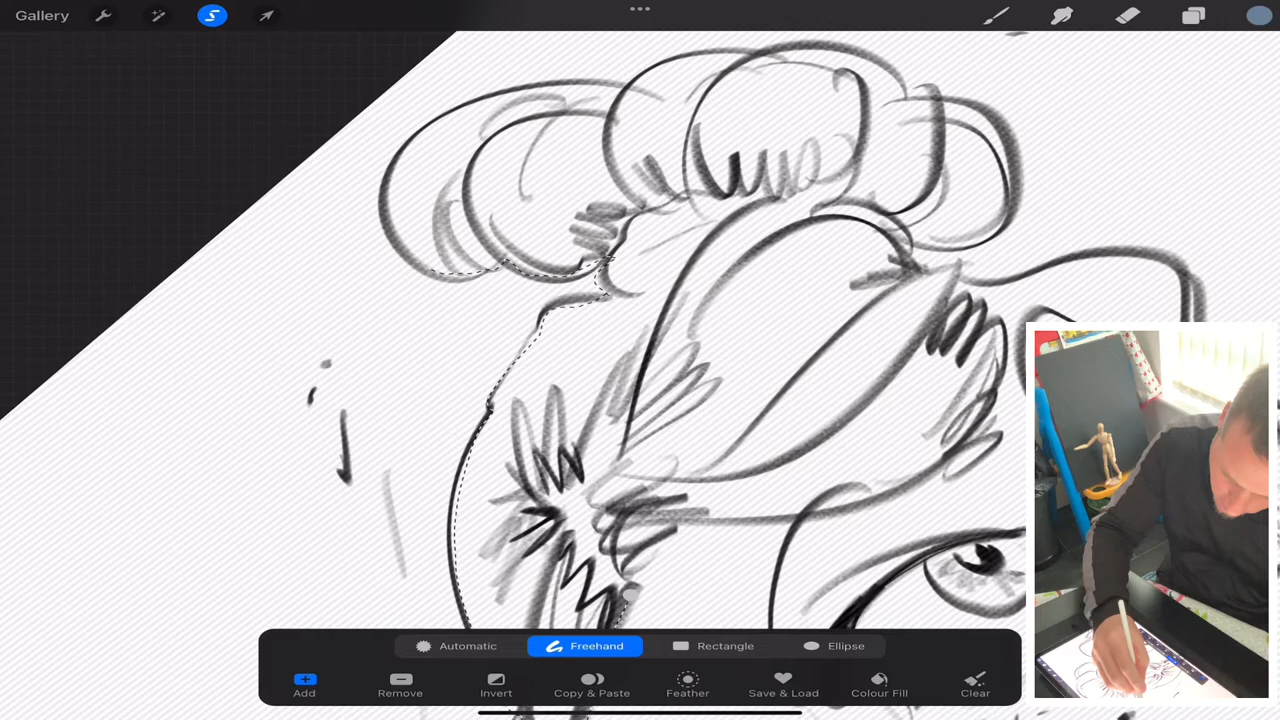 Gallery
Automatic Freehand Rectangle Ellipse
Add Remove Invert Copy & Paste Feather Save & Load Colour Fill Clear